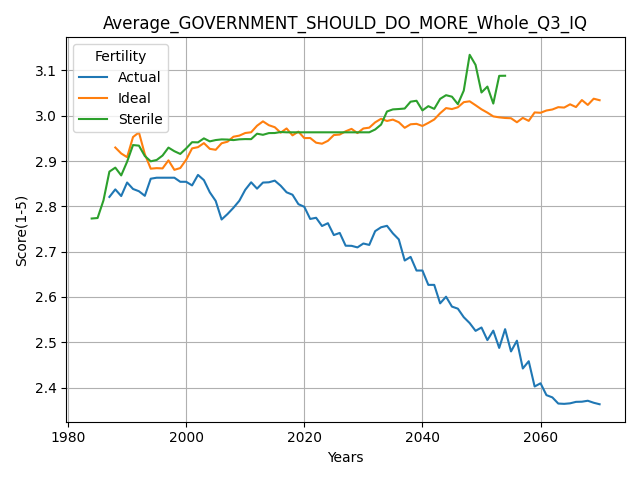 Average_GOVERNMENT_SHOULD_DO_MORE_Whole_Q3_IQ
Fertility
Actual
Ideal
Sterile
Score(1-5)
3.1
3.0
2.9
2.8
2.7
2.6
2.5
2.4
1980
2000
2020
2040
2060
Years